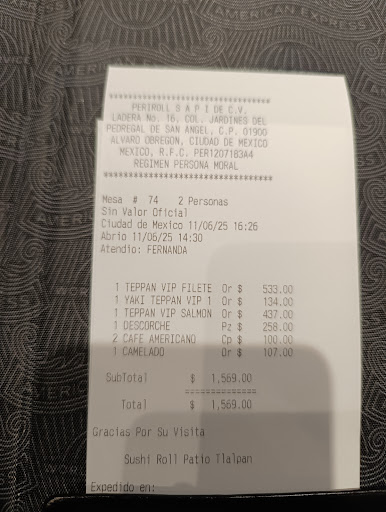 AMERICAN EXPRESS
PERIROLL S A P I DE C.V.
LADERA No. 16, COL. JARDINES DEL
PEDREGAL DE SAN ANGEL, C.P. 01900
ALVARO OBREGON, CIUDAD DE MEXICO
MEXICO, R.F.C. PER1207183A4
REGIMEN PERSONA MORAL
Mesa # 74 2 Personas
Sin Valor Oficial
Ciudad de Mexico 11/06/25 16:26
Abrio 11/06/25 14:30
Atendio: FERNANDA
1 TEPPAN VIP FILETE Or $ 533.00
1 YAKI TEPPAN VIP 1 Or $ 134.00
1 TEPPAN VIP SALMON Or $ 437.00
1 DESCORCHE Pz $ 258.00
2 CAFE AMERICANO Cp $ 100.00
1 CAMELADO Or $ 107.00
SubTotal $ 1,569.00
==============
Total $ 1,569.00
Gracias Por Su Visita
Sushi Roll Patio Tlalpan
Expedido en: